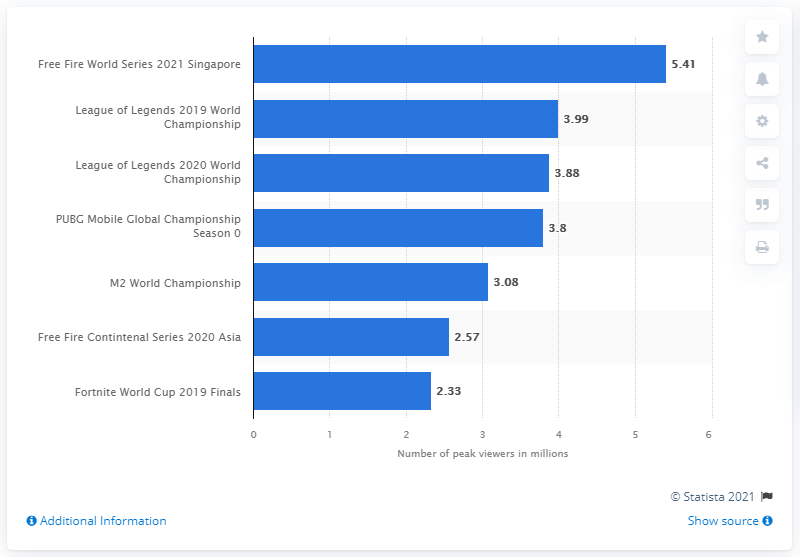 Free Fire World Series 2021 Singapore
5.41
League of Legends 2019 World
Championship
3.99
League of Legends 2020 World
Championship
3.88
PUBG Mobile Global Championship
Season 0
3.8
M2 World Championship
3.08
Free Fire Contintenal Series 2020 Asia
2.57
Fortnite World Cup 2019 Finals
2.33
0 1 2 3 4 5 6
Number of peak viewers in millions
© Statista 2021
Additional Information
Show source